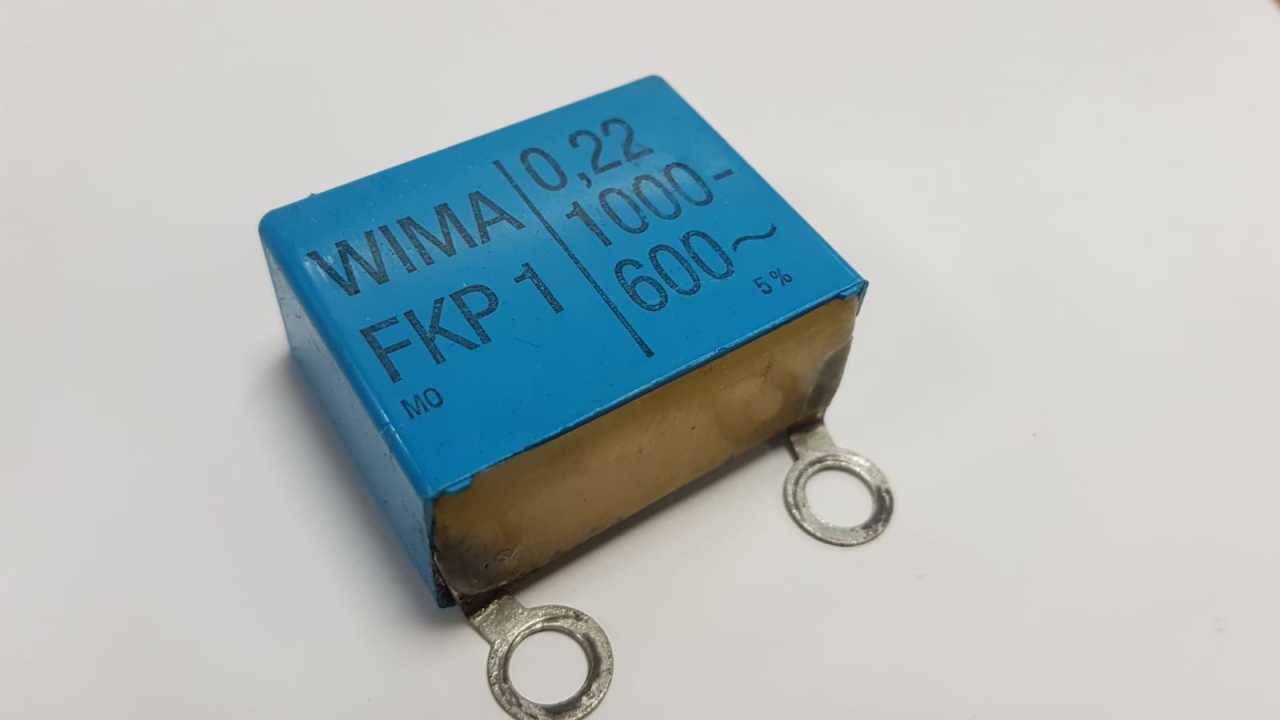 WIMA
FKP 1
MO
0,22
1000-
600~
5%